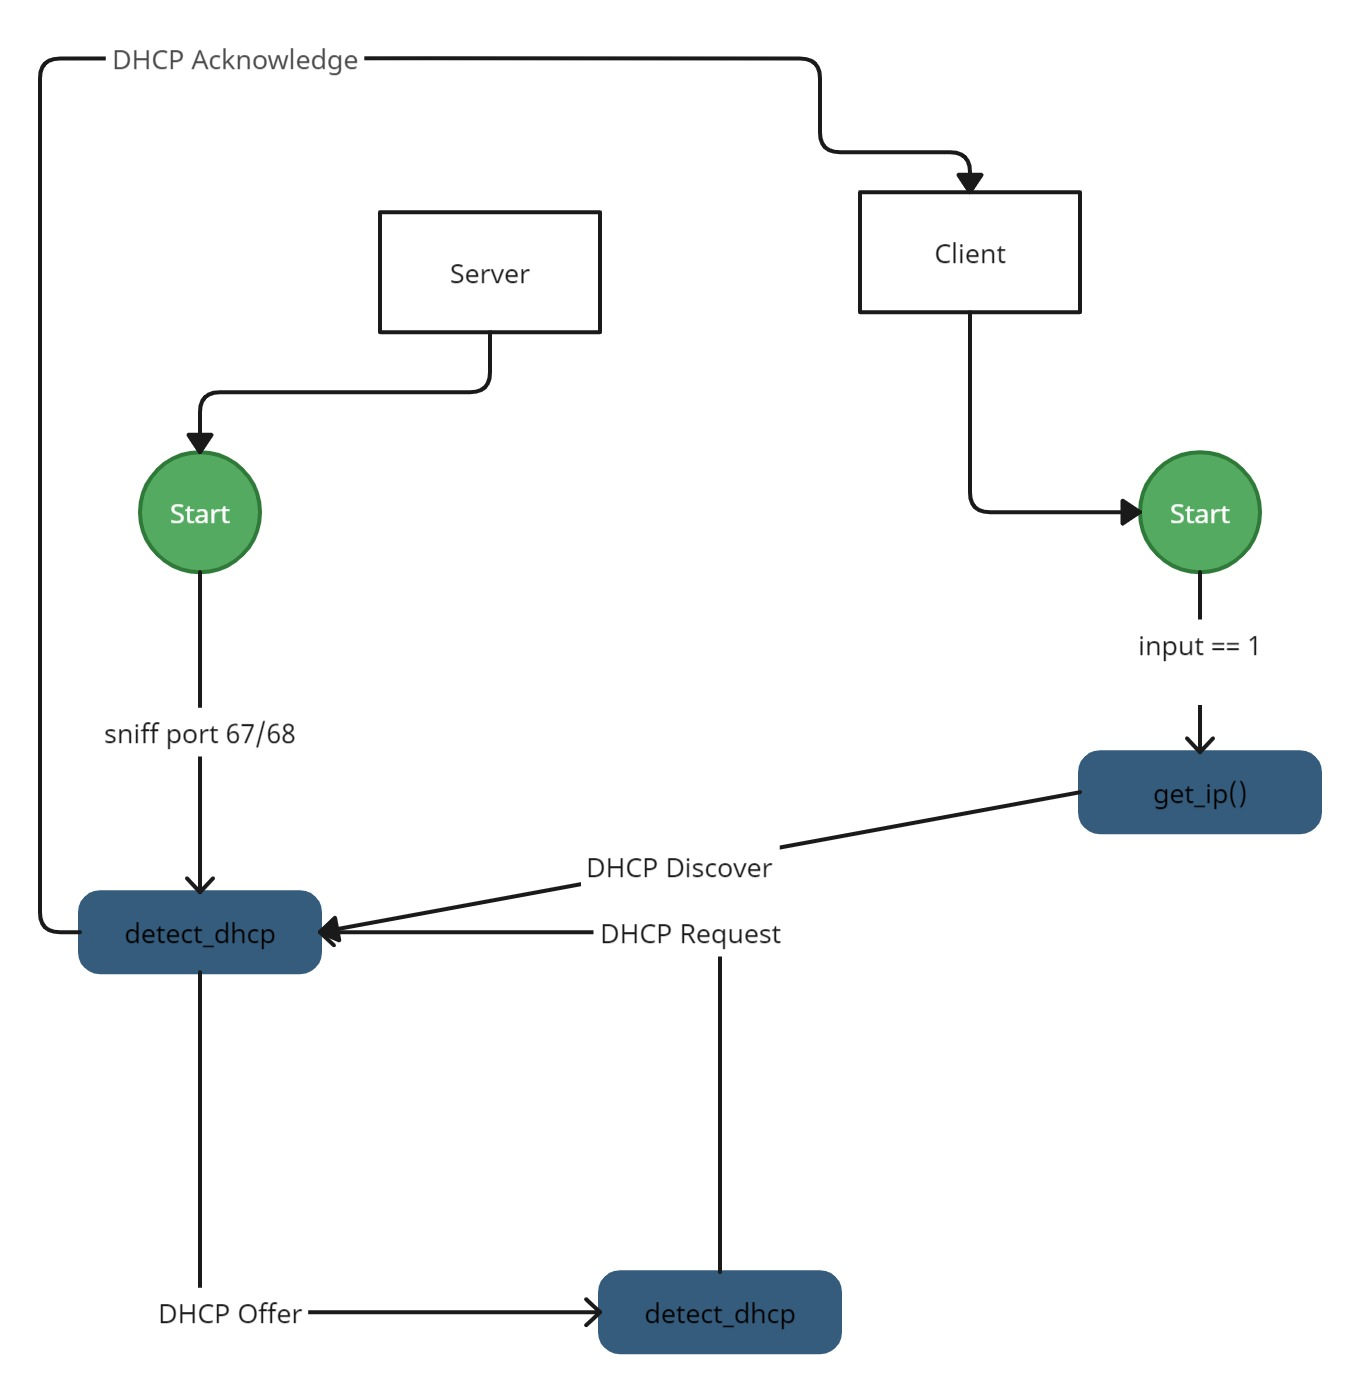 DHCP Acknowledge
Client
Server
Start
Start
input == 1
sniff port 67/68
get_ip()
DHCP Discover
detect_dhcp
DHCP Request
DHCP Offer
detect_dhcp